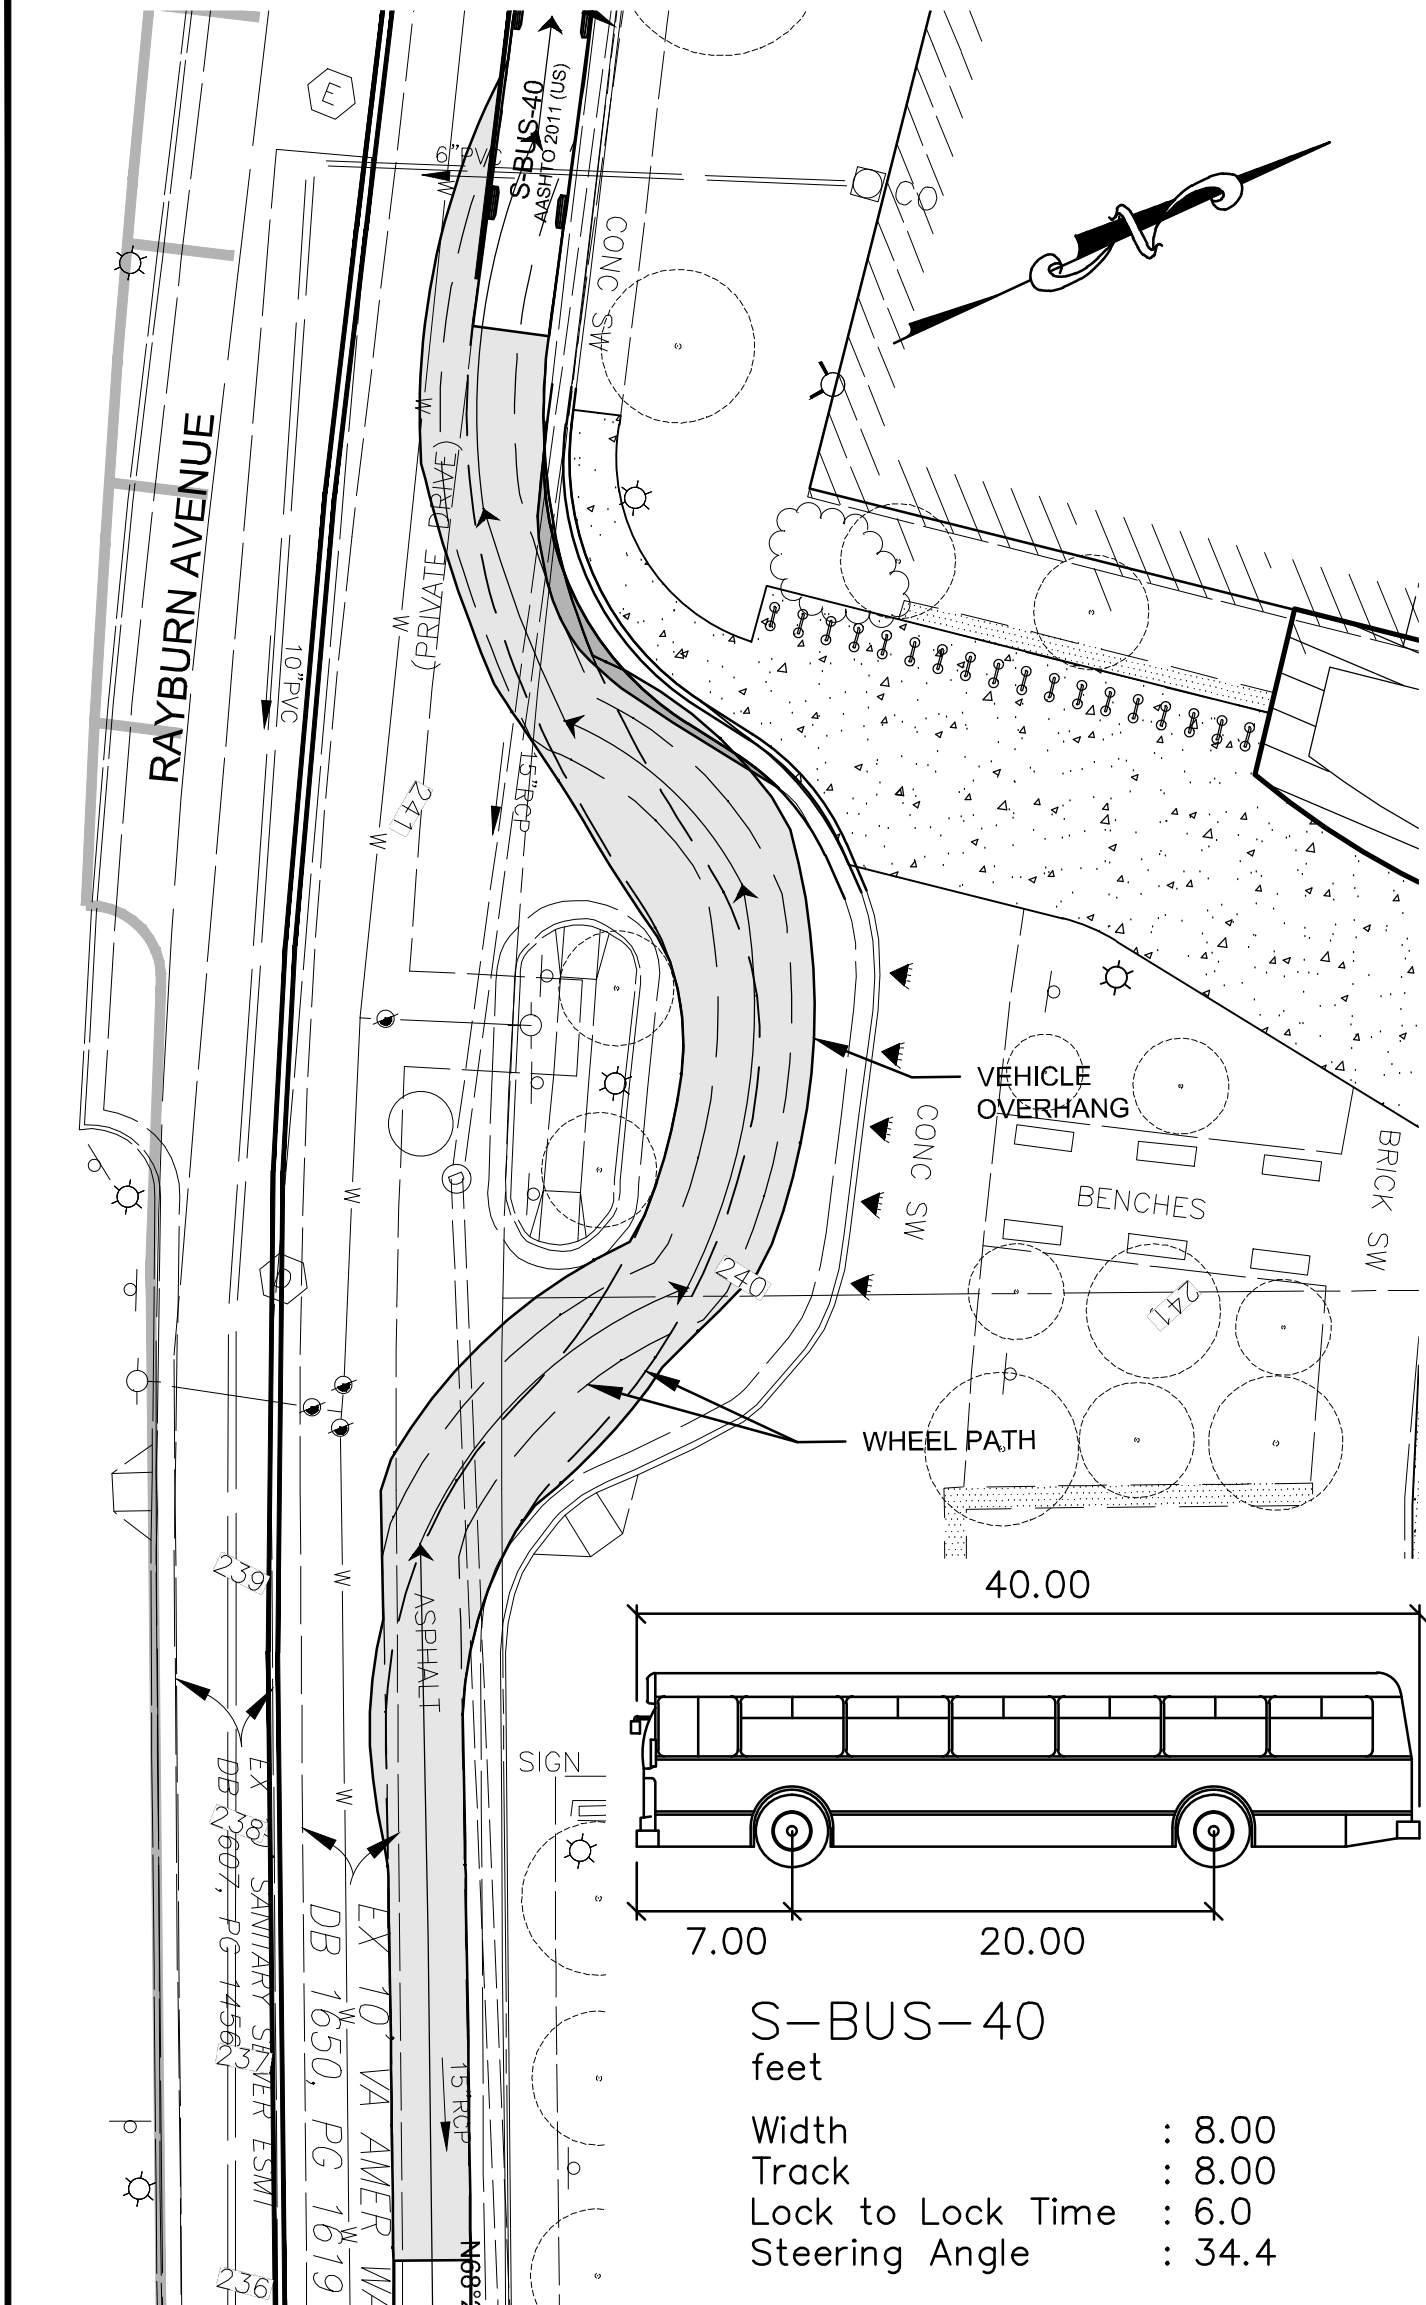 E
6"PVC
S-BUS-40
AASHTO 2011 (US)
CO
N
CONC SW
W
W
(PRIVATE DRIVE)
W
RAYBURN AVENUE
10"PVC
15"RCP
241
W
VEHICLE
OVERHANG
D
CONC SW
BRICK SW
W
BENCHES
240
D
241
WHEEL PATH
239
W
ASPHALT
40.00
SIGN
W
238
EX SANITARY SEWER ESMT
DB 1607, PG 1456
237
EX 10' VA AMER WA
DB 1650, PG 1619
W
W
15"RCP
236
7.00
20.00
S-BUS-40
feet
Width : 8.00
Track : 8.00
Lock to Lock Time : 6.0
Steering Angle : 34.4